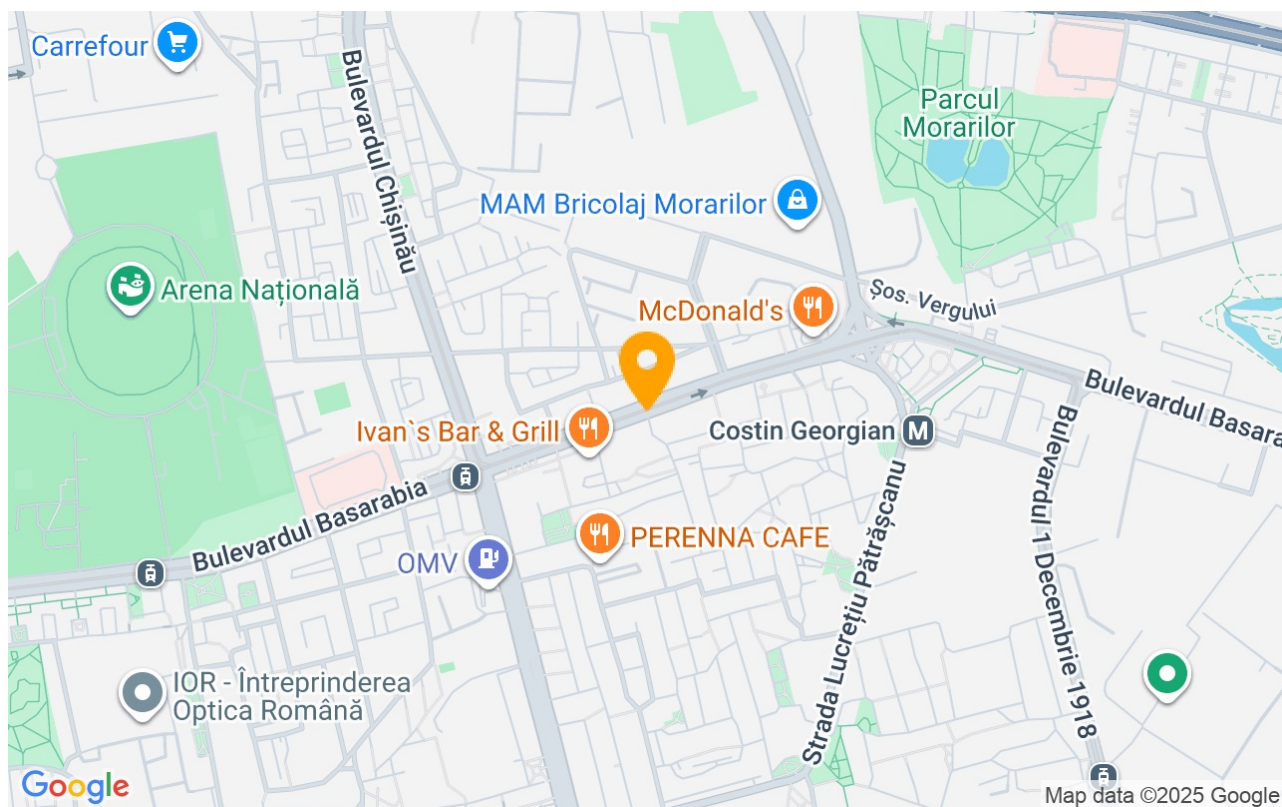 Carrefour
Bulevardul Chișinău
Parcul
Morarilor
MAM Bricolaj Morarilor
Arena Națională
Șos. Vergului
McDonald's
Bulevardul Basara
Ivan`s Bar & Grill
Costin Georgian
M
Bulevardul Basarabia
PERENNA CAFE
OMV
Strada Lucrețiu Pătrășcanu
Bulevardul 1 Decembrie 1918
IOR - Întreprinderea
Optica Română
Google
Map data ©2025 Google